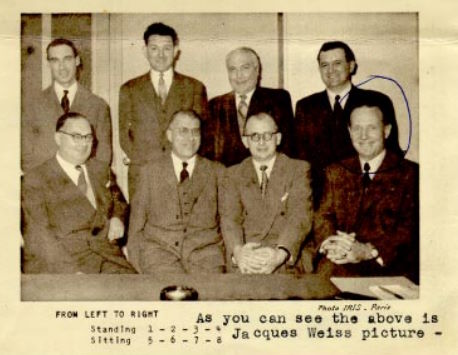 Photo IRIS - Paris
FROM LEFT TO RIGHT
As you can see the above is
Standing 1 - 2 - 3 - 4
Jacques Weiss picture -
Sitting 5 - 6 - 7 - 8